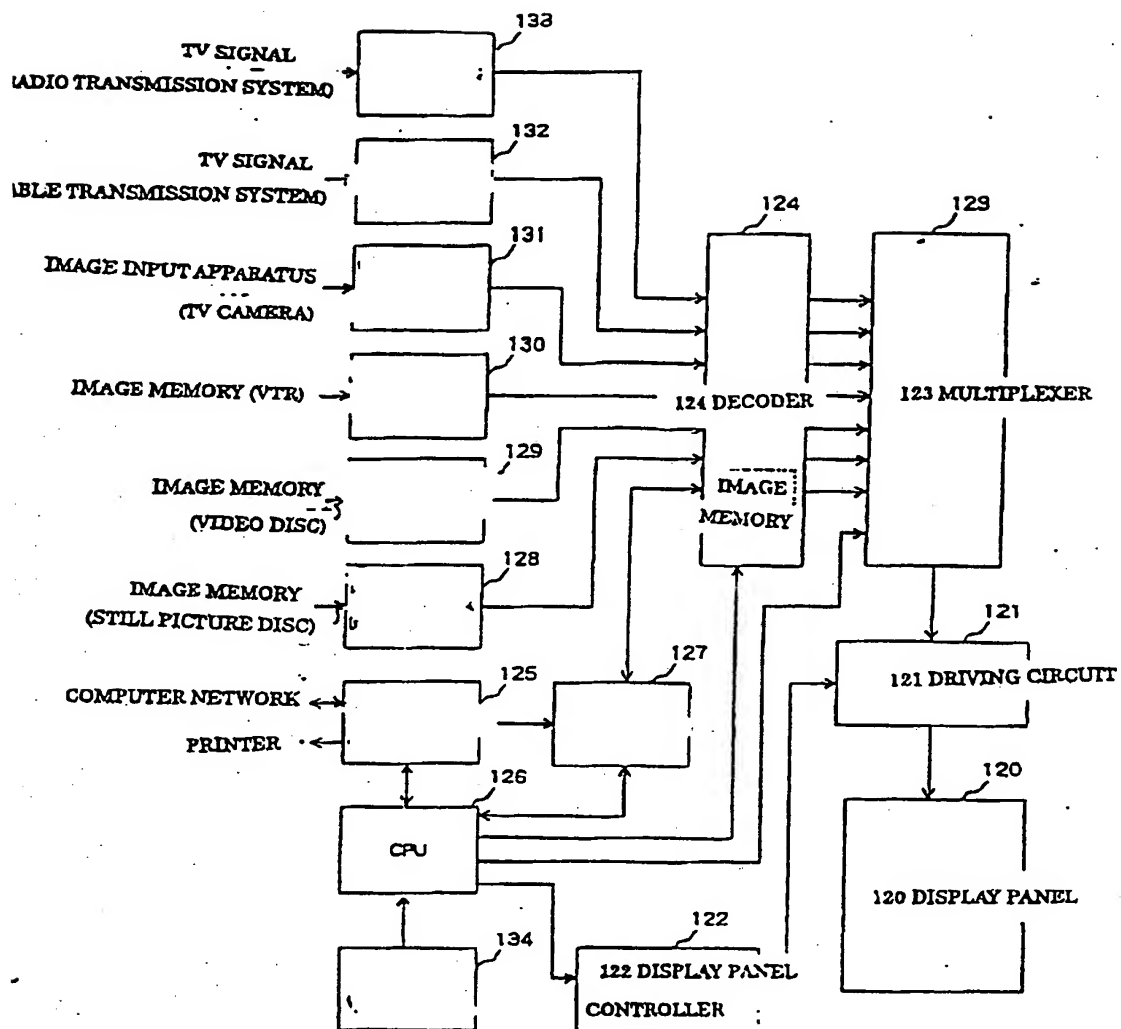 133
TV SIGNAL
ADIO TRANSMISSION SYSTEM)
132
TV SIGNAL
ABLE TRANSMISSION SYSTEM)
124
123
131
IMAGE INPUT APPARATUS
(TV CAMERA)
130
IMAGE MEMORY (VTR)
124 DECODER
123 MULTIPLEXER
129
IMAGE MEMORY
(VIDEO DISC)
IMAGE
MEMORY
128
IMAGE MEMORY
(STILL PICTURE DISC)
121
121 DRIVING CIRCUIT
125
127
COMPUTER NETWORK
PRINTER
126
CPU
120
120 DISPLAY PANEL
134
122
122 DISPLAY PANEL
CONTROLLER